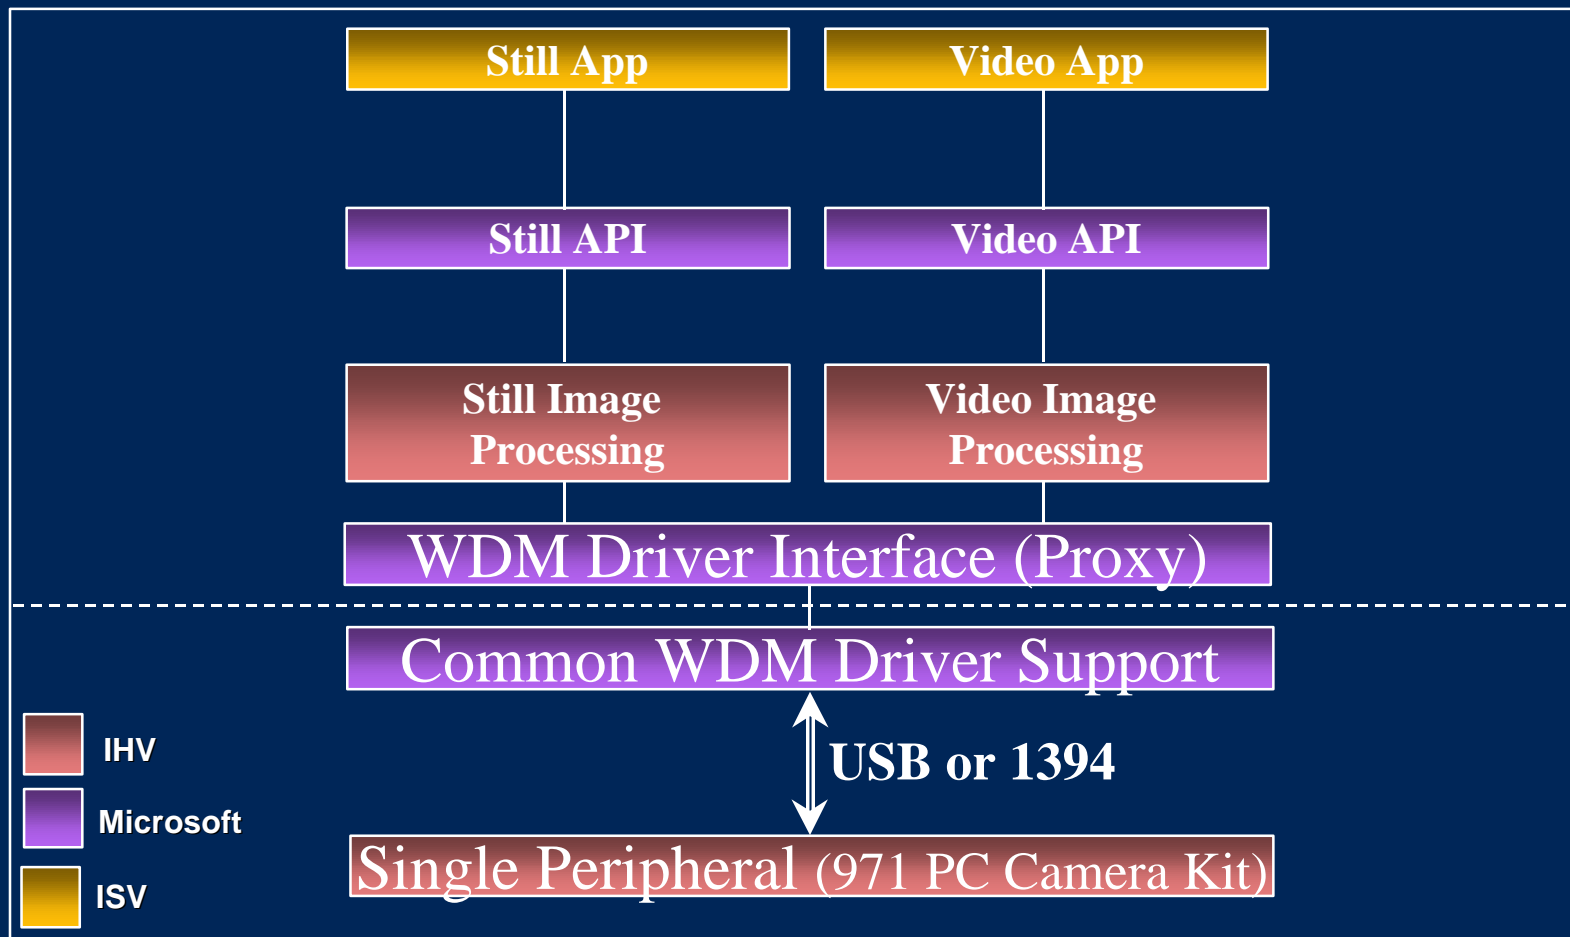 Still App
Video App
Still API
Video API
Still Image
Processing
Video Image
Processing
WDM Driver Interface (Proxy)
Common WDM Driver Support
USB or 1394
Single Peripheral (971 PC Camera Kit)
IHV
Microsoft
ISV